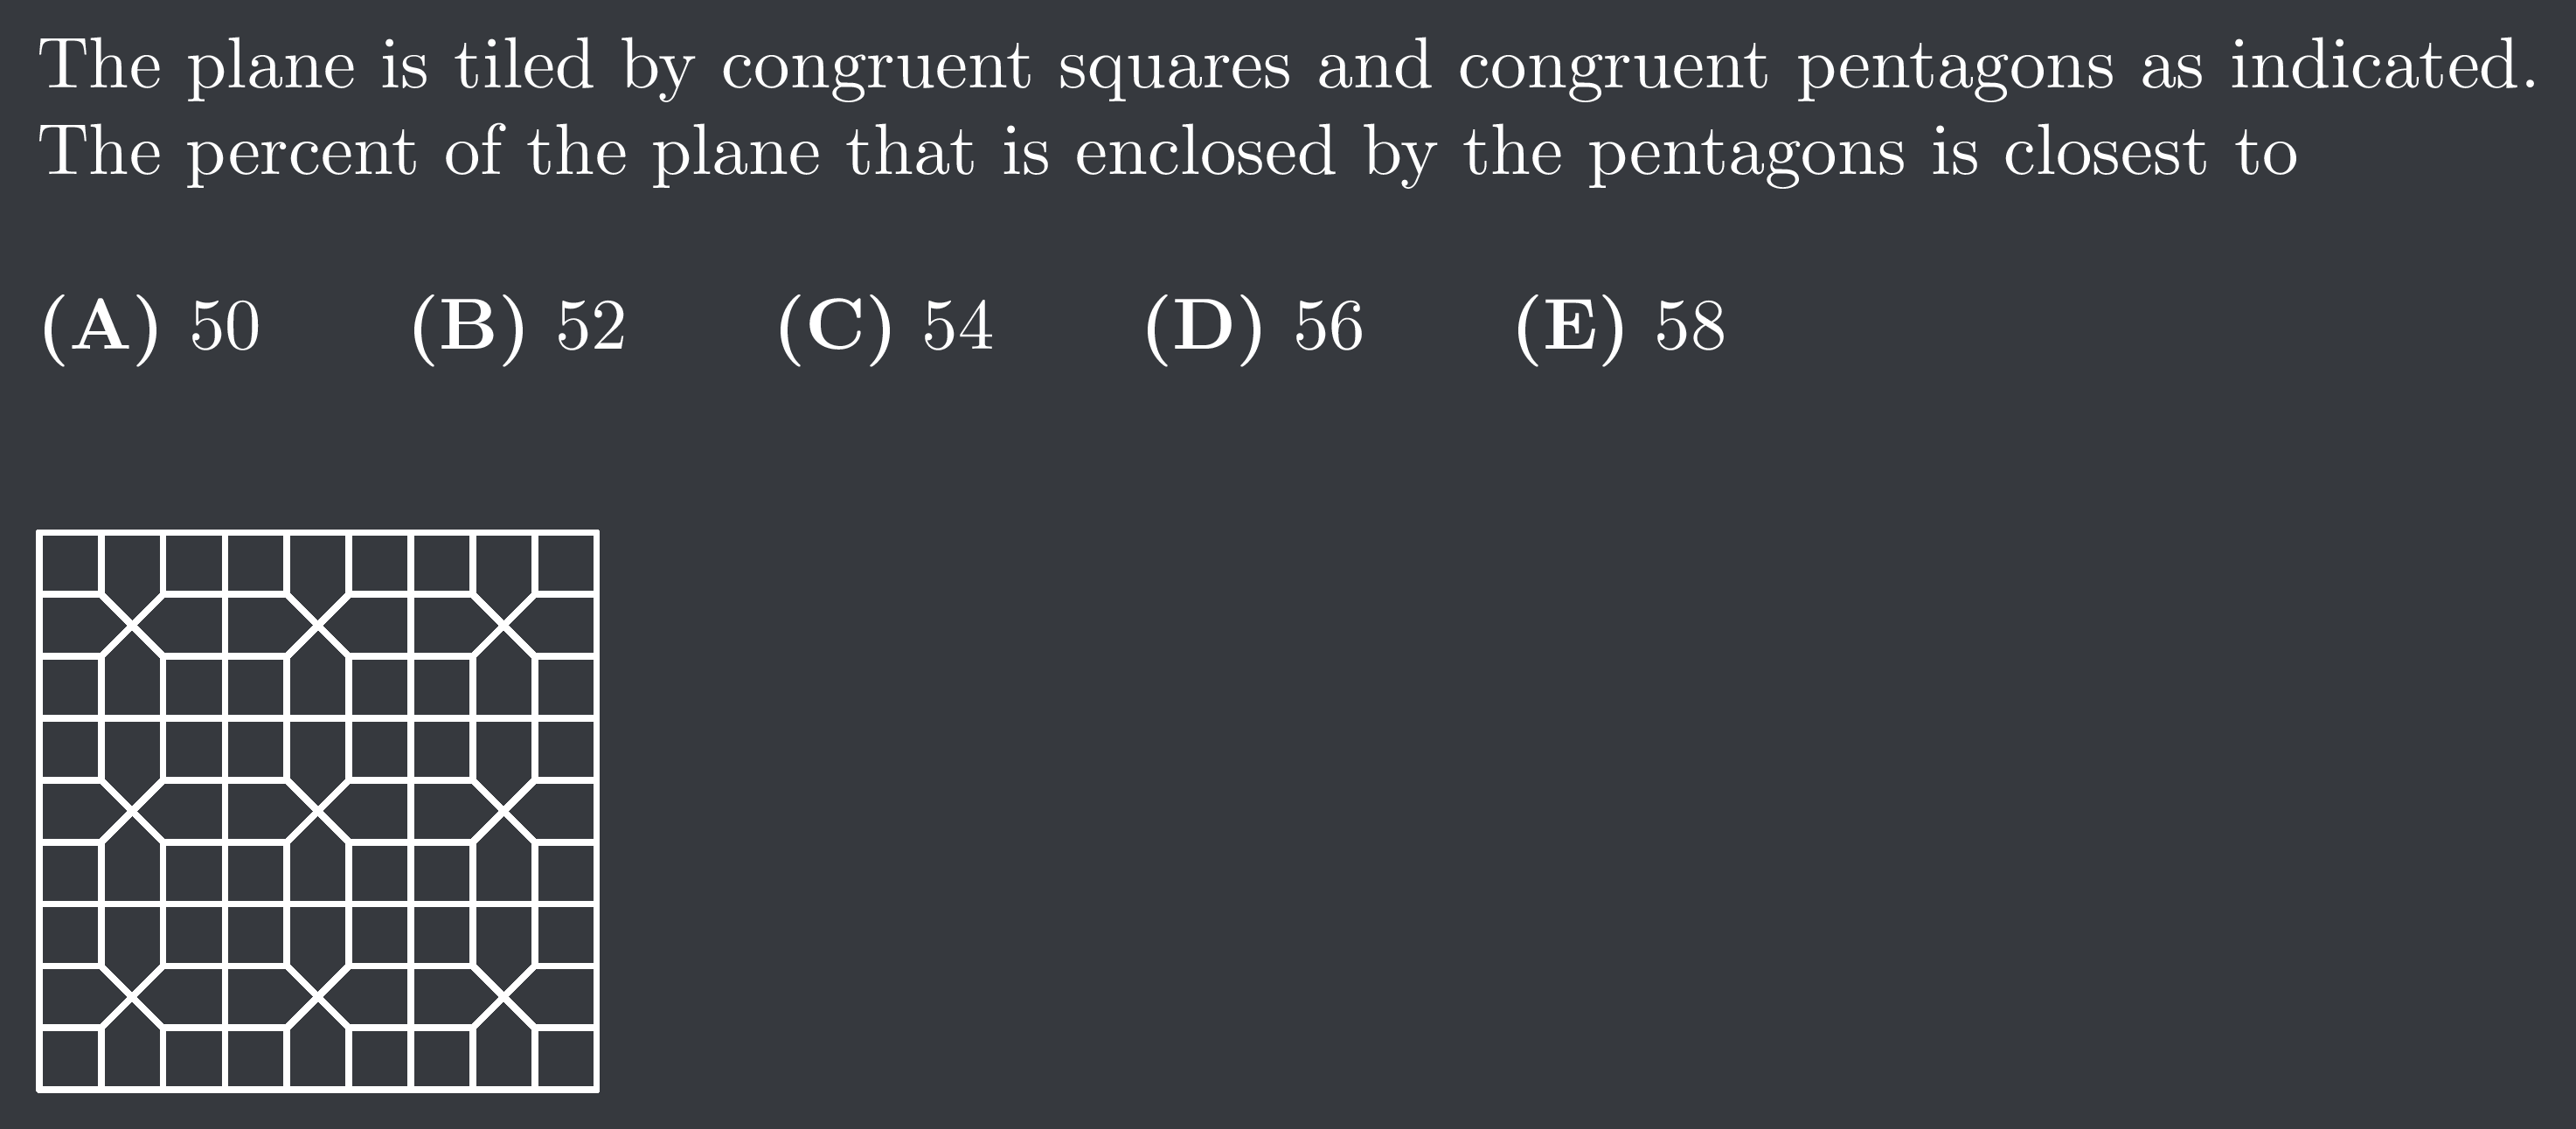 The plane is tiled by congruent squares and congruent pentagons as indicated.
The percent of the plane that is enclosed by the pentagons is closest to
(A) 50 (B) 52 (C) 54 (D) 56 (E) 58